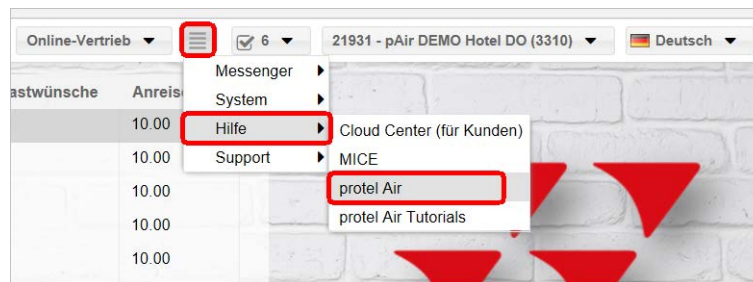 Online-Vertrieb 6 21931 - pAir DEMO Hotel DO (3310) Deutsch
astwünsche Anreis
Messenger
System
10.00 Hilfe Cloud Center (für Kunden)
10.00 Support MICE
10.00 protel Air
10.00 protel Air Tutorials
10.00